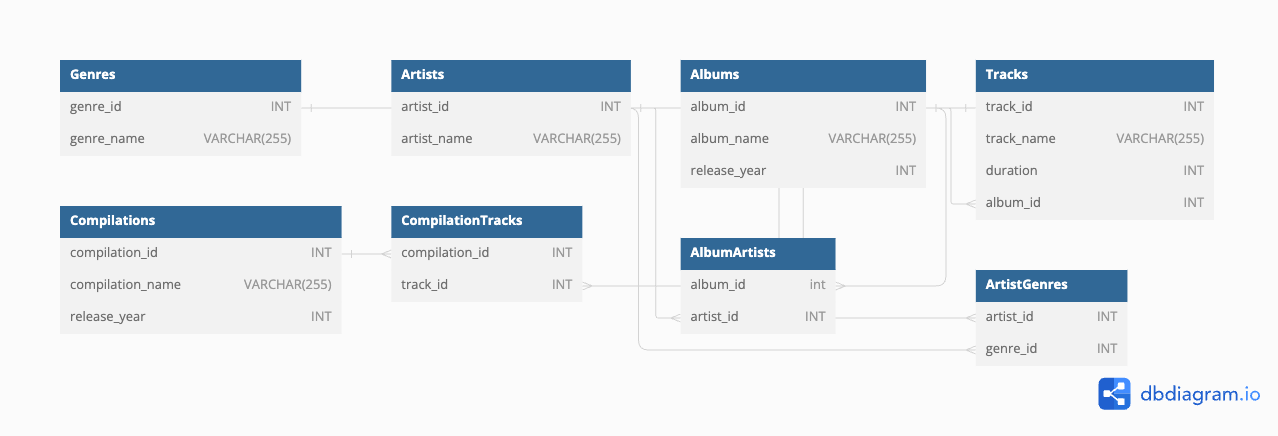 Genres
genre_id INT
genre_name VARCHAR(255)
Artists
artist_id INT
artist_name VARCHAR(255)
Albums
album_id INT
album_name VARCHAR(255)
release_year INT
Tracks
track_id INT
track_name VARCHAR(255)
duration INT
album_id INT
Compilations
compilation_id INT
compilation_name VARCHAR(255)
release_year INT
CompilationTracks
compilation_id INT
track_id INT
AlbumArtists
album_id int
artist_id INT
ArtistGenres
artist_id INT
genre_id INT
dbdiagram.io